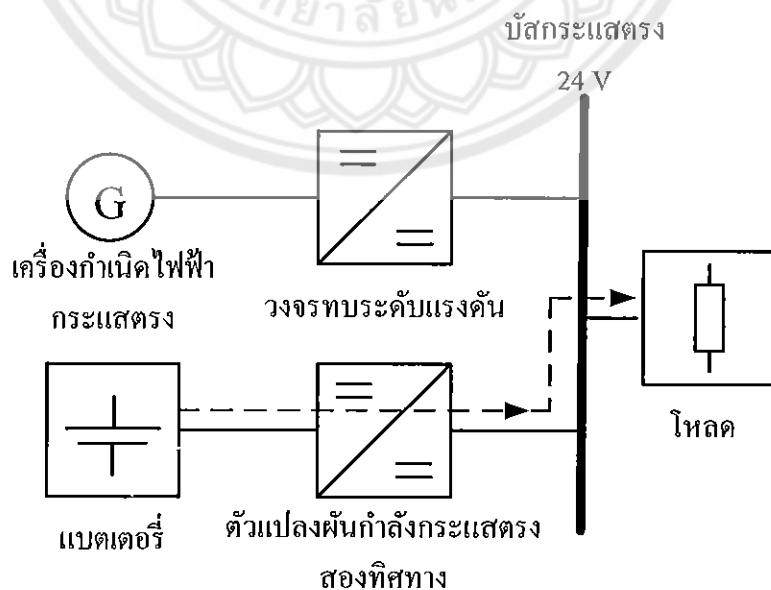 บัสกระแสตรง
24 V
G
เครื่องกำเนิดไฟฟ้า
กระแสตรง
วงจรทบระดับแรงดัน
โหลด
แบตเตอรี่
ตัวแปลงผันกำลังกระแสตรง
สองทิศทาง